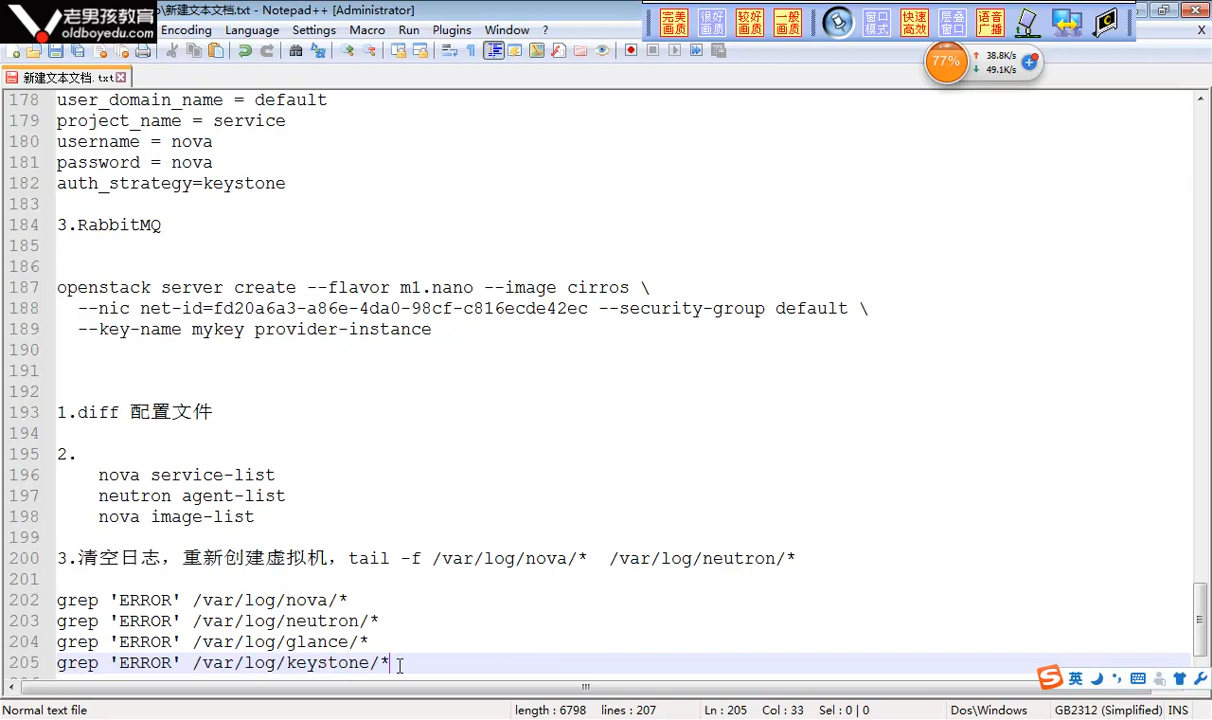 老男孩教育
oldboyedu.com
\新建文本文档.txt - Notepad++ [Administrator]
Encoding Language Settings Macro Run Plugins Window ? X
完美画质 很好画质 较好画质 一般画质 窗口模式 快速高效 层叠窗口 语音广播
77% 38.8K/s
49.1K/s
新建文本文档.txt
178 user_domain_name = default
179 project_name = service
180 username = nova
181 password = nova
182 auth_strategy=keystone
183
184 3.RabbitMQ
185
186
187 openstack server create --flavor m1.nano --image cirros \
188 --nic net-id=fd20a6a3-a86e-4da0-98cf-c816ecde42ec --security-group default \
189 --key-name mykey provider-instance
190
191
192
193 1.diff 配置文件
194
195 2.
196 nova service-list
197 neutron agent-list
198 nova image-list
199
200 3.清空日志，重新创建虚拟机，tail -f /var/log/nova/* /var/log/neutron/*
201
202 grep 'ERROR' /var/log/nova/*
203 grep 'ERROR' /var/log/neutron/*
204 grep 'ERROR' /var/log/glance/*
205 grep 'ERROR' /var/log/keystone/*
S 英
Normal text file length : 6798 lines : 207 Ln : 205 Col : 33 Sel : 0 | 0 Dos\Windows GB2312 (Simplified) INS